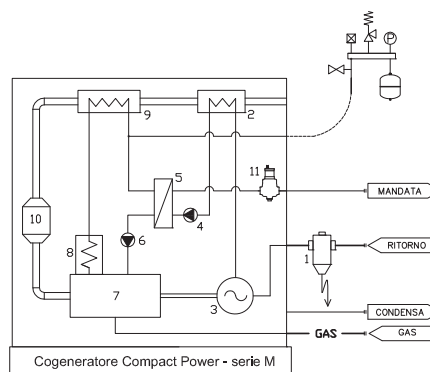 P
9
2
5
11
MANDATA
10
4
6
RITORNO
1
8
7
3
CONDENSA
GAS
GAS
Cogeneratore Compact Power - serie M